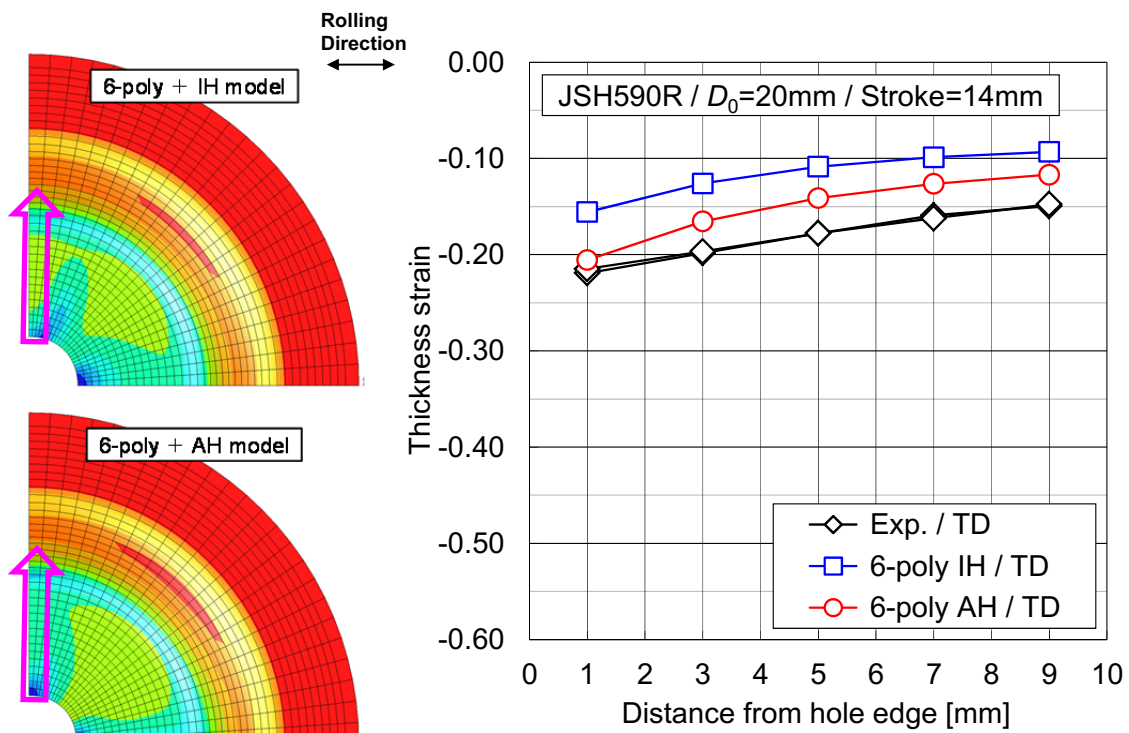 Rolling
Direction
6-poly + IH model
6-poly + AH model
JSH590R / D0=20mm / Stroke=14mm
0.00
-0.10
-0.20
-0.30
-0.40
-0.50
-0.60
Thickness strain
Exp. / TD
6-poly IH / TD
6-poly AH / TD
0 1 2 3 4 5 6 7 8 9 10
Distance from hole edge [mm]